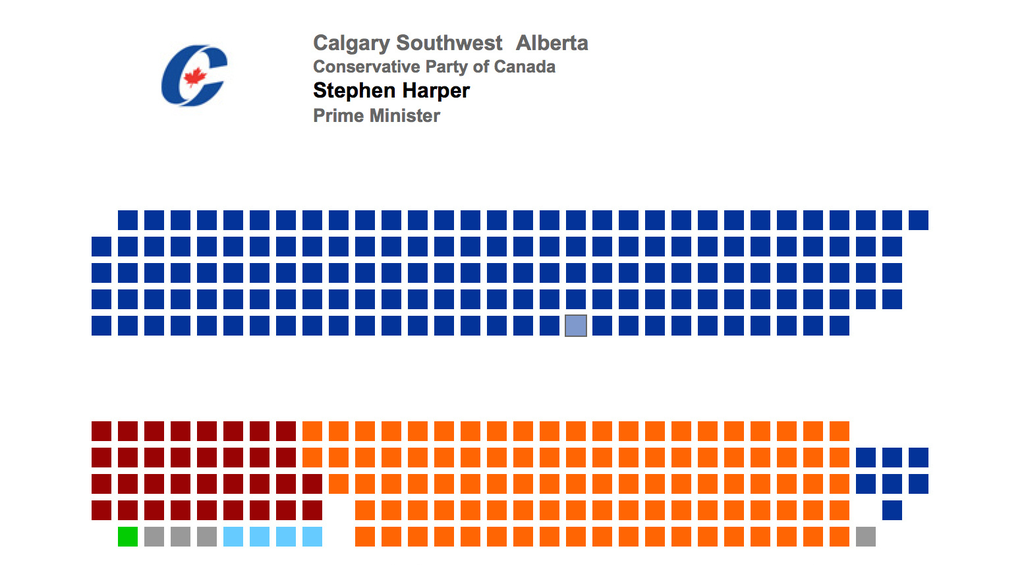 Calgary Southwest Alberta
Conservative Party of Canada
Stephen Harper
Prime Minister